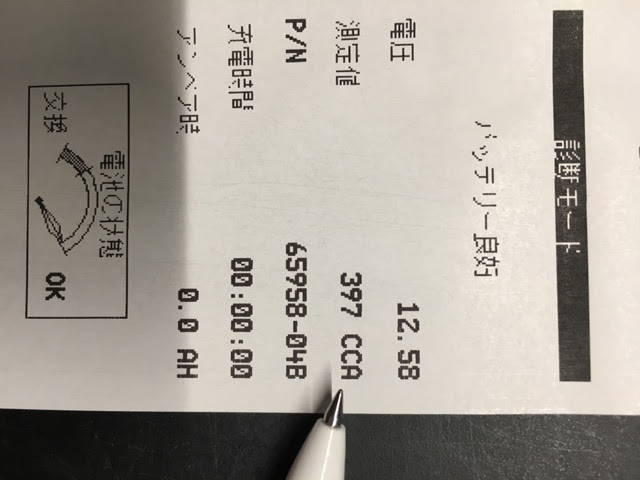 診断モード
バッテリー良好
電圧 12.58
測定値 397 CCA
P/N 65958-04B
充電時間 00:00:00
アンペア時 0.0 AH
電池の状態
交換 OK